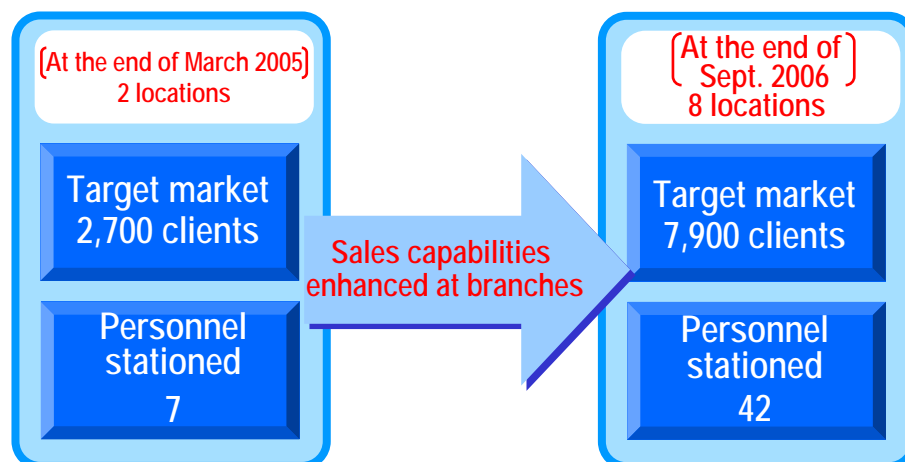 (At the end of March 2005)
2 locations
Target market
2,700 clients
Personnel
stationed
7
Sales capabilities
enhanced at branches
(At the end of
Sept. 2006)
8 locations
Target market
7,900 clients
Personnel
stationed
42